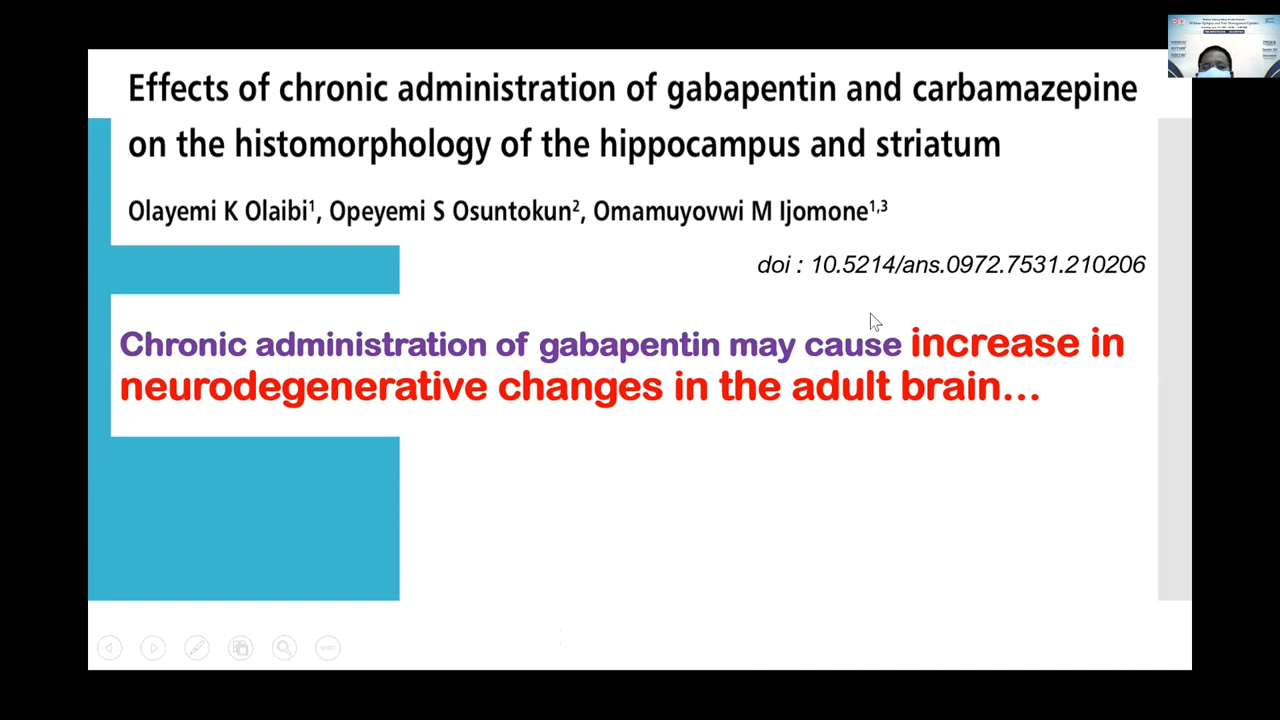 Effects of chronic administration of gabapentin and carbamazepine
on the histomorphology of the hippocampus and striatum
Olayemi K Olaibi¹, Opeyemi S Osuntokun², Omamuyovwi M Ijomone¹,³
doi : 10.5214/ans.0972.7531.210206
Chronic administration of gabapentin may cause increase in
neurodegenerative changes in the adult brain...